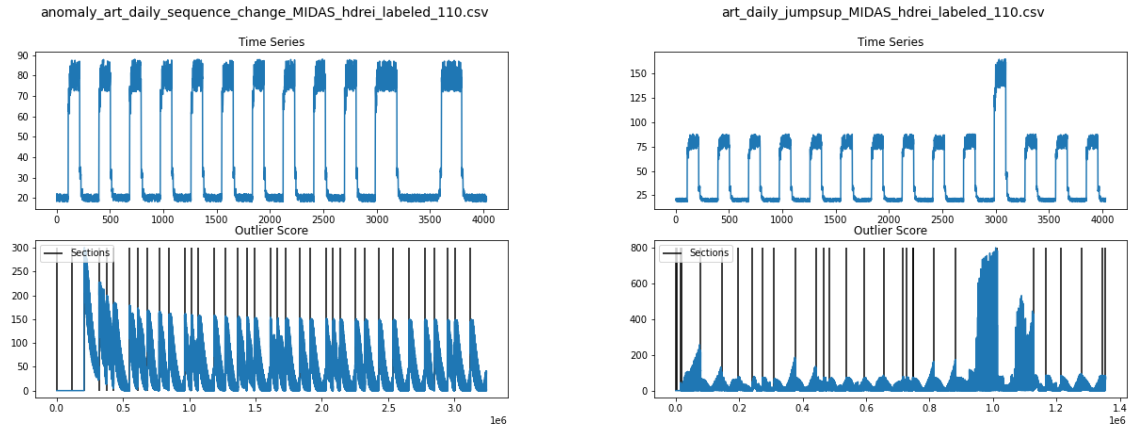 anomaly_art_daily_sequence_change_MIDAS_hdrei_labeled_110.csv
Time Series
90
80
70
60
50
40
30
20
0 500 1000 1500 2000 2500 3000 3500 4000
Outlier Score
300
250
200
150
100
50
0
Sections
0.0 0.5 1.0 1.5 2.0 2.5 3.0
1e6
art_daily_jumpsup_MIDAS_hdrei_labeled_110.csv
Time Series
150
125
100
75
50
25
0 500 1000 1500 2000 2500 3000 3500 4000
Outlier Score
800
600
400
200
0
Sections
0.0 0.2 0.4 0.6 0.8 1.0 1.2 1.4
1e6